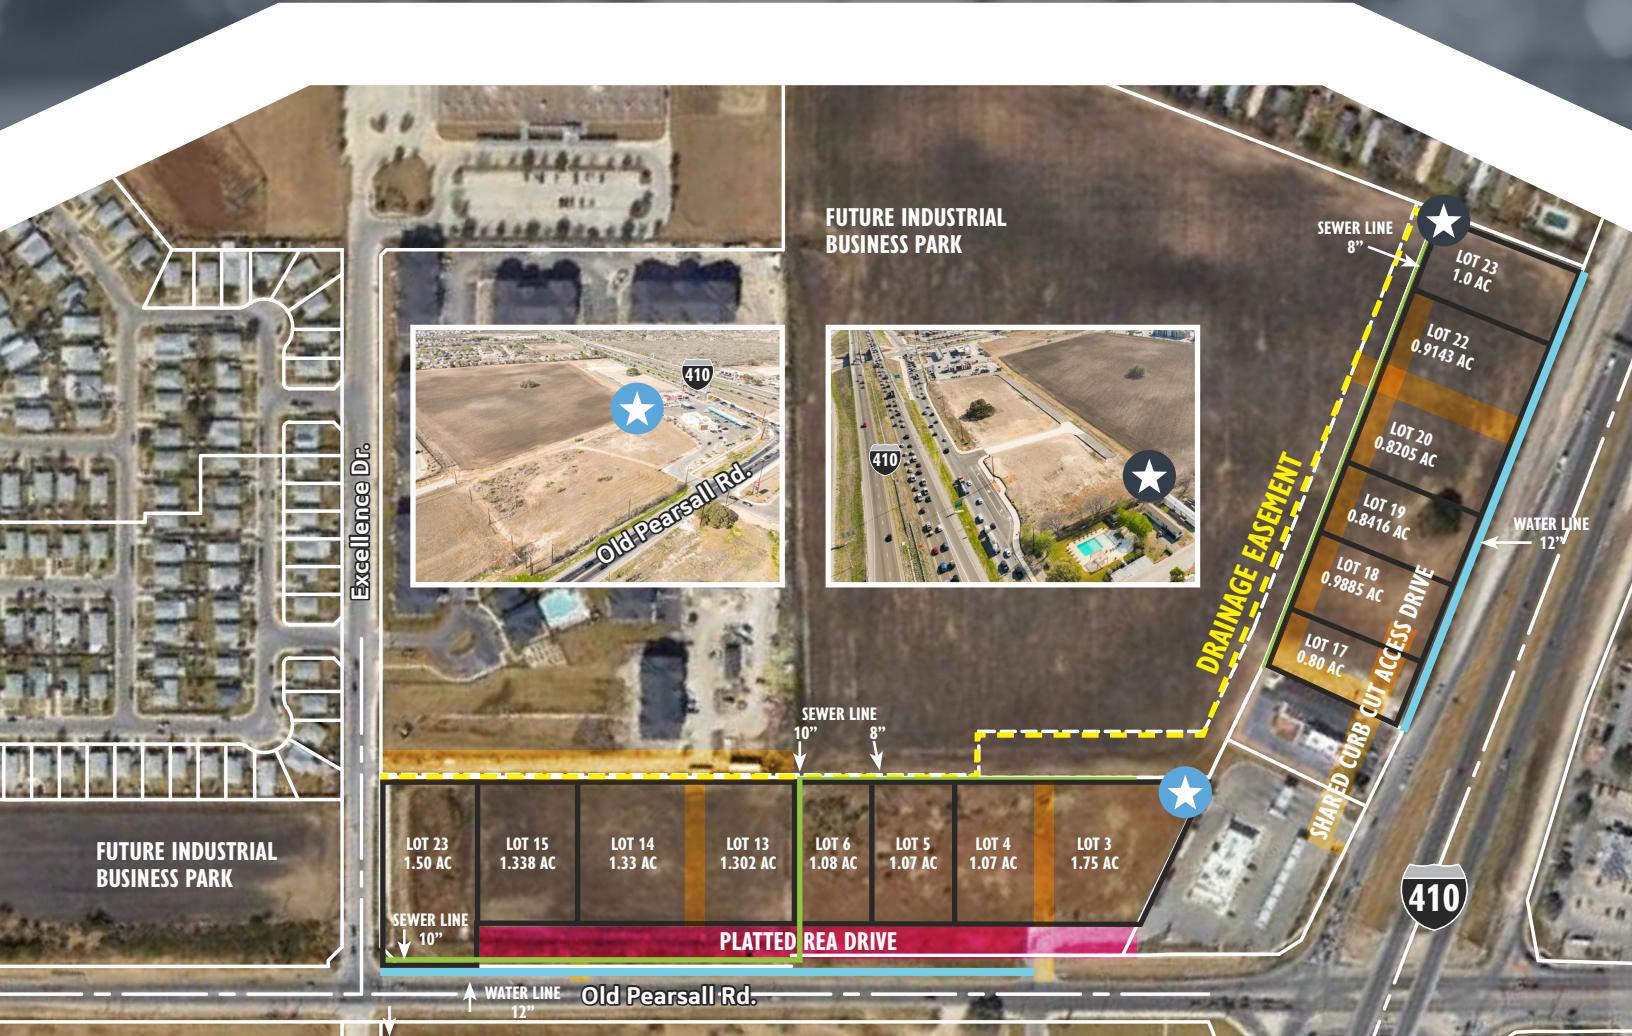 FUTURE INDUSTRIAL
BUSINESS PARK
SEWER LINE
8”
LOT 23
1.0 AC
LOT 22
0.9143 AC
LOT 20
0.8205 AC
LOT 19
0.8416 AC
LOT 18
0.9885 AC
LOT 17
0.80 AC
WATER LINE
12”
DRAINAGE EASEMENT
SHARED CURB CUT ACCESS DRIVE
410
Old Pearsall Rd.
410
Excellence Dr.
SEWER LINE
10”
8”
LOT 23
1.50 AC
LOT 15
1.338 AC
LOT 14
1.33 AC
LOT 13
1.302 AC
LOT 6
1.08 AC
LOT 5
1.07 AC
LOT 4
1.07 AC
LOT 3
1.75 AC
FUTURE INDUSTRIAL
BUSINESS PARK
SEWER LINE
10”
PLATTED REA DRIVE
410
WATER LINE
12”
Old Pearsall Rd.